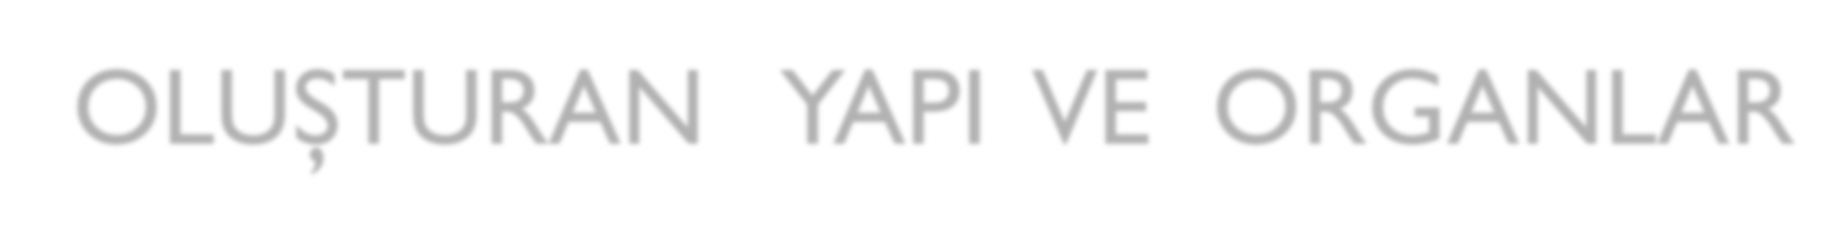 OLUŞTURAN YAPI VE ORGANLAR